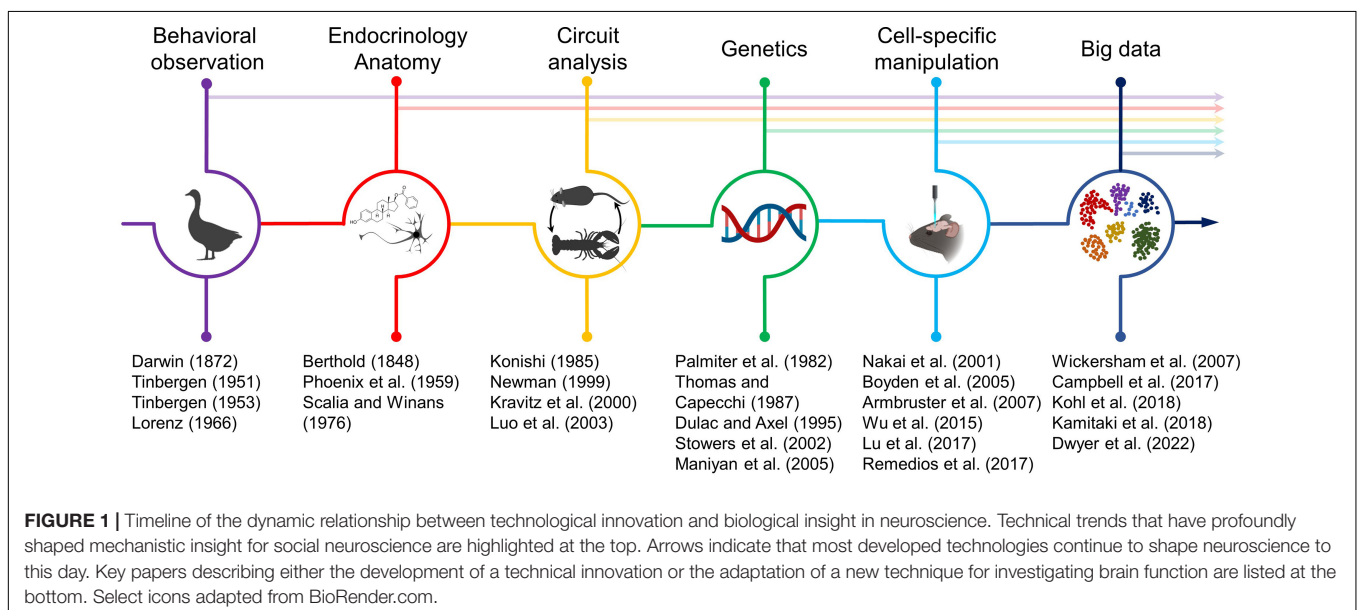 Behavioral
observation
Endocrinology
Anatomy
Circuit
analysis
Genetics
Cell-specific
manipulation
Big data
HO
O
O
H
H
H
Darwin (1872)
Tinbergen (1951)
Tinbergen (1953)
Lorenz (1966)
Berthold (1848)
Phoenix et al. (1959)
Scalia and Winans
(1976)
Konishi (1985)
Newman (1999)
Kravitz et al. (2000)
Luo et al. (2003)
Palmiter et al. (1982)
Thomas and
Capecchi (1987)
Dulac and Axel (1995)
Stowers et al. (2002)
Maniyan et al. (2005)
Nakai et al. (2001)
Boyden et al. (2005)
Armbruster et al. (2007)
Wu et al. (2015)
Lu et al. (2017)
Remedios et al. (2017)
Wickersham et al. (2007)
Campbell et al. (2017)
Kohl et al. (2018)
Kamitaki et al. (2018)
Dwyer et al. (2022)
FIGURE 1 | Timeline of the dynamic relationship between technological innovation and biological insight in neuroscience. Technical trends that have profoundly
shaped mechanistic insight for social neuroscience are highlighted at the top. Arrows indicate that most developed technologies continue to shape neuroscience to
this day. Key papers describing either the development of a technical innovation or the adaptation of a new technique for investigating brain function are listed at the
bottom. Select icons adapted from BioRender.com.